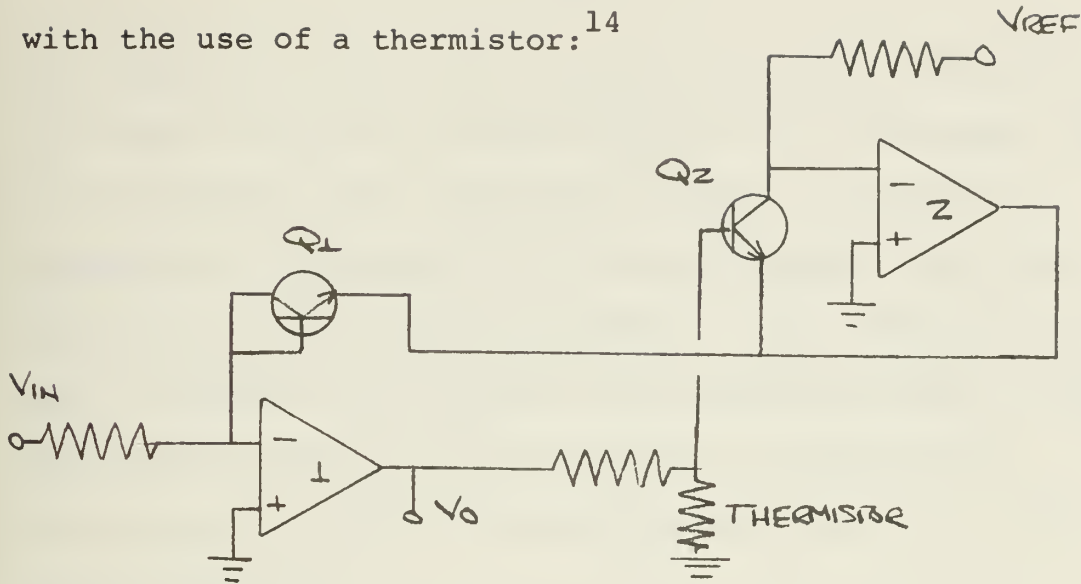 with the use of a thermistor:14
VREF
Q2
-
2
+
Q1
VIN
-
1
+
VO
THERMISTOR